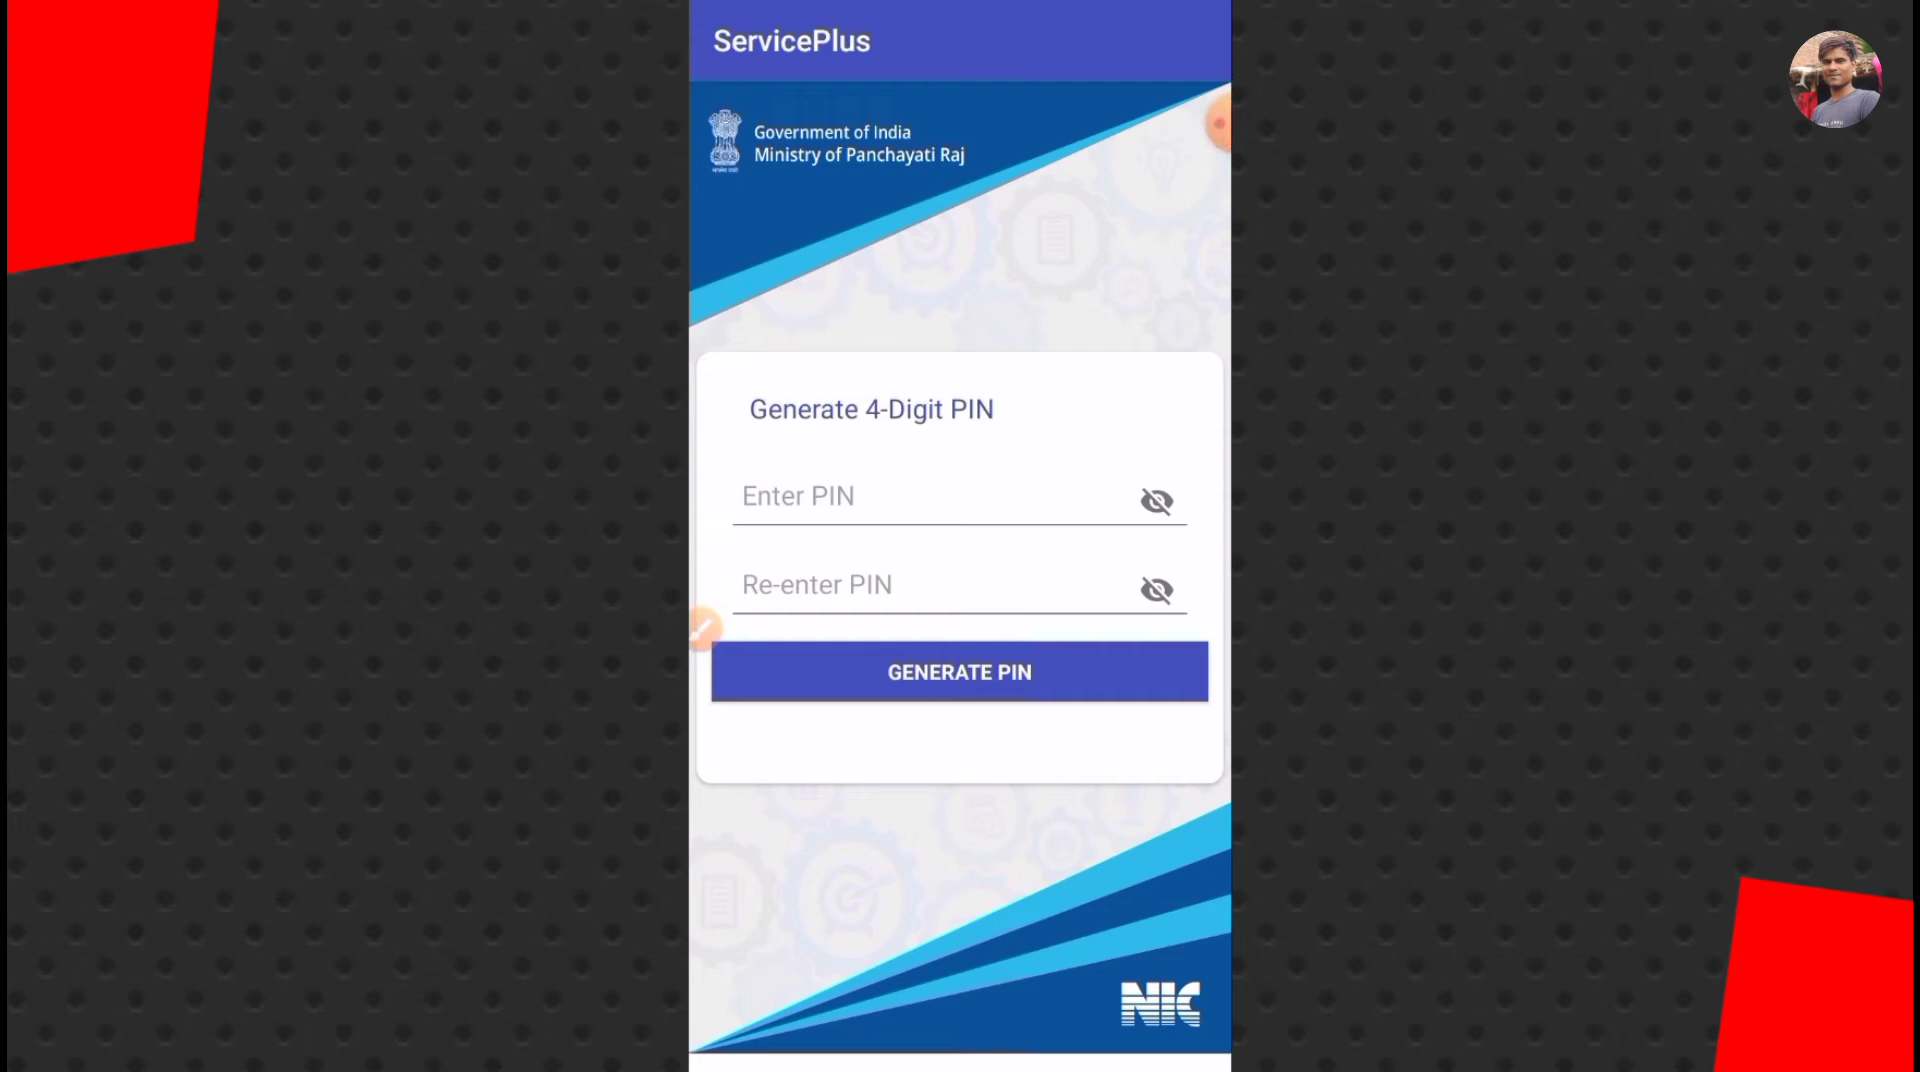 ServicePlus
Government of India
Ministry of Panchayati Raj
Generate 4-Digit PIN
Enter PIN
Re-enter PIN
GENERATE PIN
NIC